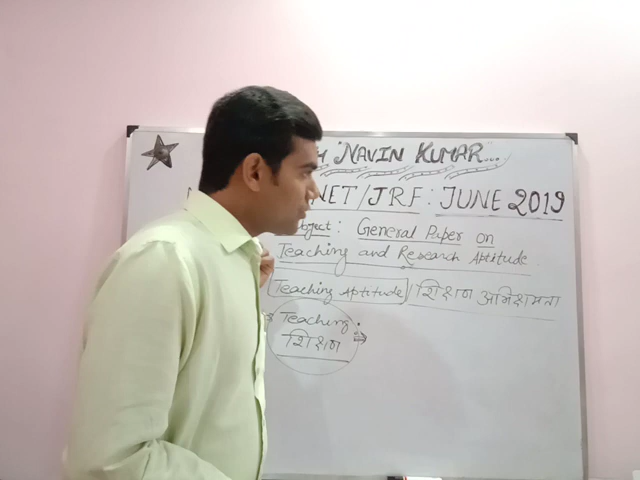 NAVIN KUMAR...
NET/JRF: JUNE 2019
: General Paper on
Teaching and Research Aptitude
Teaching Aptitude / शिक्षण अभिक्षमता
Teaching :
शिक्षण